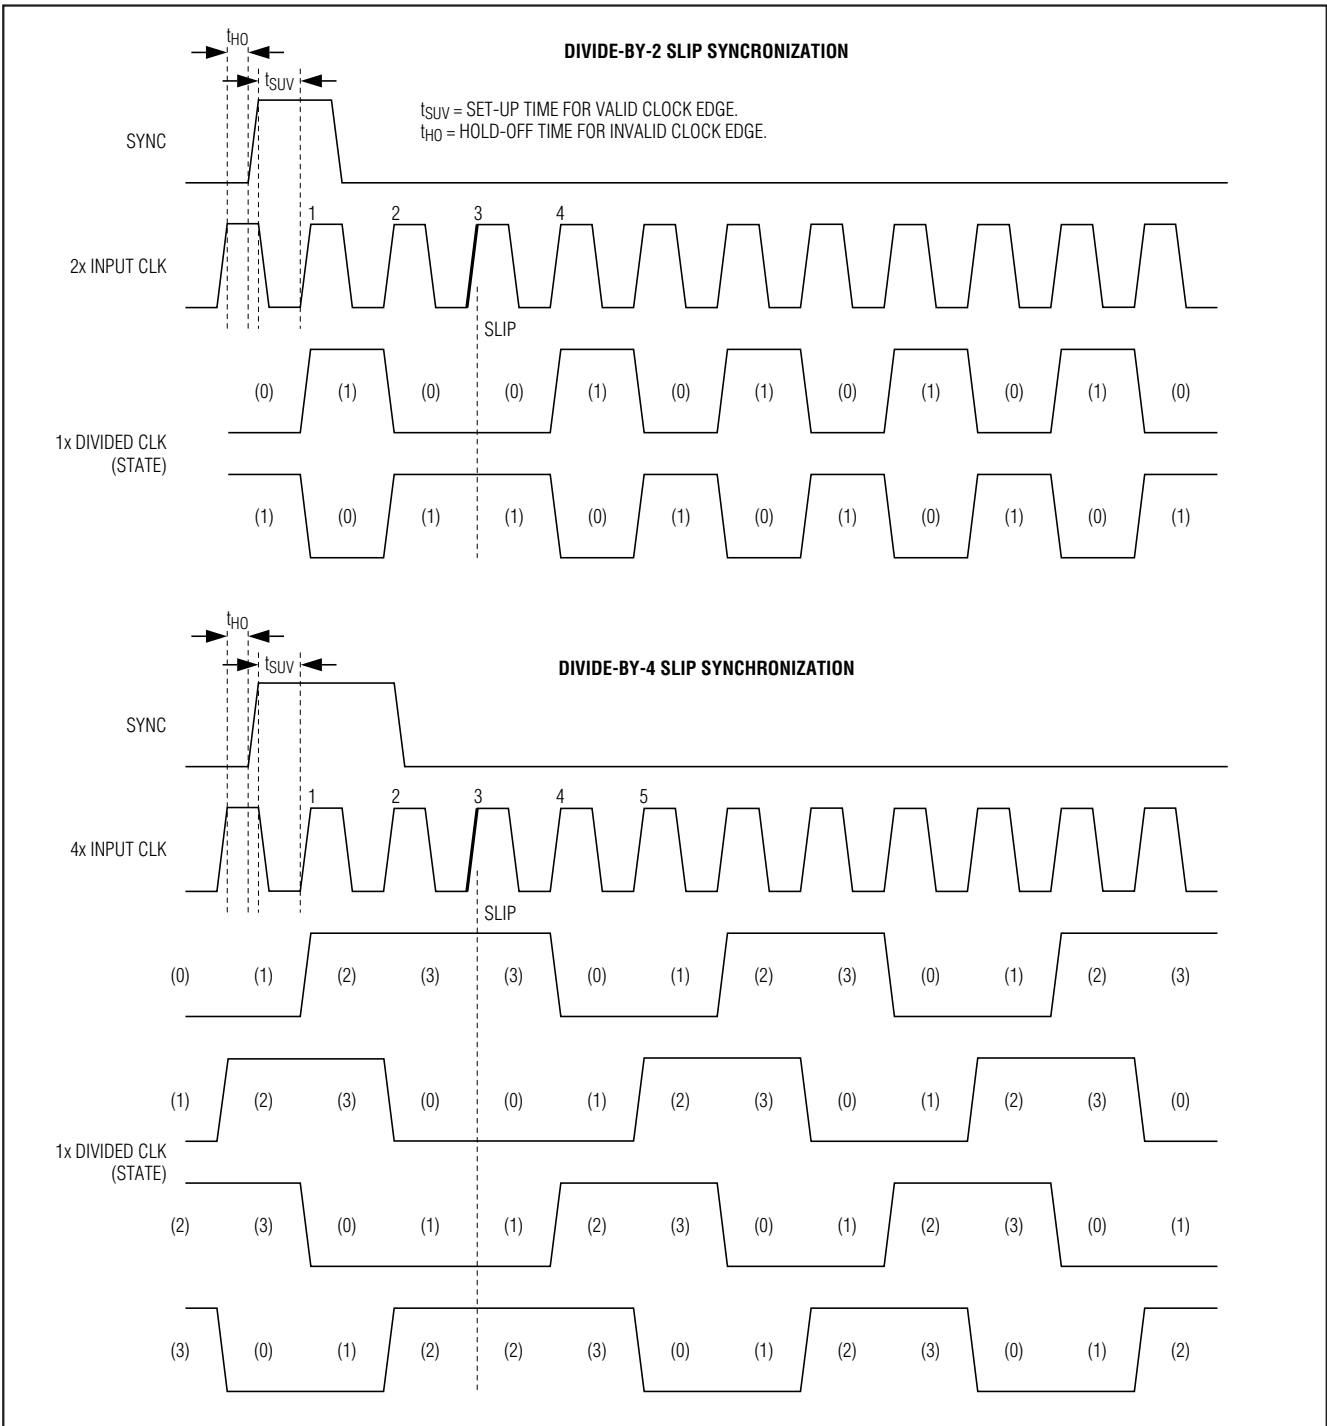 tHO
DIVIDE-BY-2 SLIP SYNCRONIZATION
tSUV
tSUV = SET-UP TIME FOR VALID CLOCK EDGE.
tHO = HOLD-OFF TIME FOR INVALID CLOCK EDGE.
SYNC
1 2 3 4
2x INPUT CLK
SLIP
(0) (1) (0) (0) (1) (0) (1) (0) (1) (0) (1) (0)
1x DIVIDED CLK
(STATE)
(1) (0) (1) (1) (0) (1) (0) (1) (0) (1) (0) (1)
tHO
tSUV
DIVIDE-BY-4 SLIP SYNCHRONIZATION
SYNC
1 2 3 4 5
4x INPUT CLK
SLIP
(0) (1) (2) (3) (3) (0) (1) (2) (3) (0) (1) (2) (3)
(1) (2) (3) (0) (0) (1) (2) (3) (0) (1) (2) (3) (0)
1x DIVIDED CLK
(STATE)
(2) (3) (0) (1) (1) (2) (3) (0) (1) (2) (3) (0) (1)
(3) (0) (1) (2) (2) (3) (0) (1) (2) (3) (0) (1) (2)